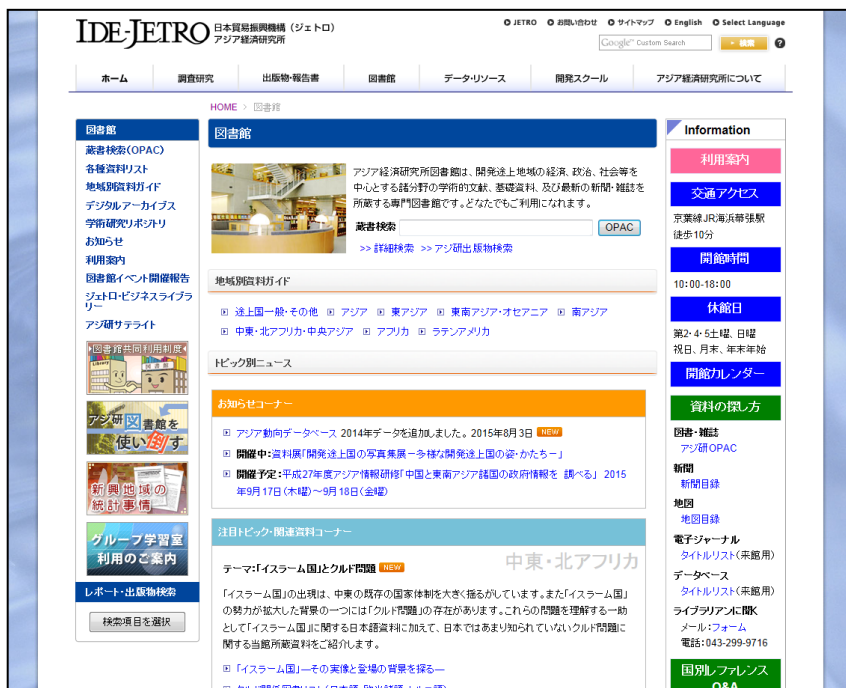 IDE-JETRO 日本貿易振興機構（ジェトロ）
アジア経済研究所
JETRO お問い合わせ サイトマップ English Select Language
Google™ Custom Search 検索
ホーム 調査研究 出版物・報告書 図書館 データ・リソース 開発スクール アジア経済研究所について
HOME > 図書館
図書館
蔵書検索(OPAC)
各種資料リスト
地域別資料ガイド
デジタルアーカイブス
学術研究リポジトリ
お知らせ
利用案内
図書館イベント開催報告
ジェトロ・ビジネスライブラ
リー
アジ研サテライト
図書館共同利用制度
Library
図書館
アジ研図書館を
使い倒す
新興地域の
統計事情
グループ学習室
利用のご案内
レポート・出版物検索
検索項目を選択
図書館
アジア経済研究所図書館は、開発途上地域の経済、政治、社会等を
中心とする諸分野の学術的文献、基礎資料、及び最新の新聞・雑誌を
所蔵する専門図書館です。どなたでもご利用になれます。
蔵書検索 OPAC
>> 詳細検索 >> アジ研出版物検索
地域別資料ガイド
途上国一般・その他 アジア 東アジア 東南アジア・オセアニア 南アジア
中東・北アフリカ・中央アジア アフリカ ラテンアメリカ
トピック別ニュース
お知らせコーナー
アジア動向データベース 2014年データを追加しました。2015年8月3日 NEW
開催中：資料展「開発途上国の写真集展－多様な開発途上国の姿・かたち－」
開催予定：平成27年度アジア情報研修「中国と東南アジア諸国の政府情報を 調べる」 2015
年9月17日(木曜)～9月18日(金曜)
注目トピック・関連資料コーナー
テーマ：「イスラーム国」とクルド問題 NEW 中東・北アフリカ
「イスラーム国」の出現は、中東の既存の国家体制を大きく揺るがしています。また「イスラーム国」
の勢力が拡大した背景の一つには「クルド問題」の存在があります。これらの問題を理解する一助
として「イスラーム国」に関する日本語資料に加えて、日本ではあまり知られていないクルド問題に
関する当館所蔵資料をご紹介します。
「イスラーム国」―その実像と登場の背景を探る―
Information
利用案内
交通アクセス
京葉線JR海浜幕張駅
徒歩10分
開館時間
10：00-18：00
休館日
第2・4・5土曜、日曜
祝日、月末、年末年始
開館カレンダー
資料の探し方
図書・雑誌
アジ研OPAC
新聞
新聞目録
地図
地図目録
電子ジャーナル
タイトルリスト(来館用)
データベース
タイトルリスト(来館用)
ライブラリアンに聞く
メール：フォーム
電話：043-299-9716
国別レファレンス
Q&A